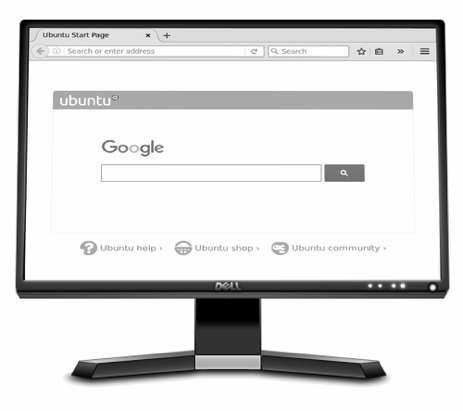 Ubuntu Start Page
Search or enter address
Search
ubuntu
Google
Ubuntu help ›
Ubuntu shop ›
Ubuntu community ›
DELL